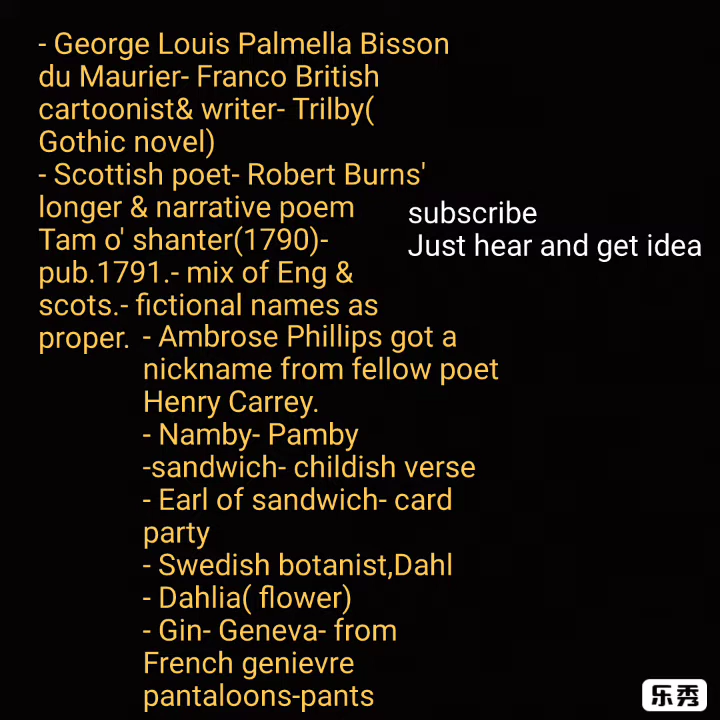 - George Louis Palmella Bisson
du Maurier- Franco British
cartoonist& writer- Trilby(
Gothic novel)
- Scottish poet- Robert Burns'
longer & narrative poem
Tam o' shanter(1790)-
pub.1791.- mix of Eng &
scots.- fictional names as
proper.
subscribe
Just hear and get idea
- Ambrose Phillips got a
nickname from fellow poet
Henry Carrey.
- Namby- Pamby
-sandwich- childish verse
- Earl of sandwich- card
party
- Swedish botanist,Dahl
- Dahlia( flower)
- Gin- Geneva- from
French genievre
pantaloons-pants
乐秀